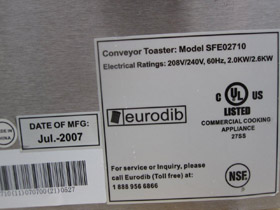 Conveyor Toaster: Model SFE02710
Electrical Ratings: 208V/240V, 60Hz, 2.0KW/2.6KW
eurodib
C UL US
LISTED
COMMERCIAL COOKING
APPLIANCE
27S5
DATE OF MFG:
Jul.-2007
For service or Inquiry, please
call Eurodib (Toll free) at:
1 888 956 6866
NSF